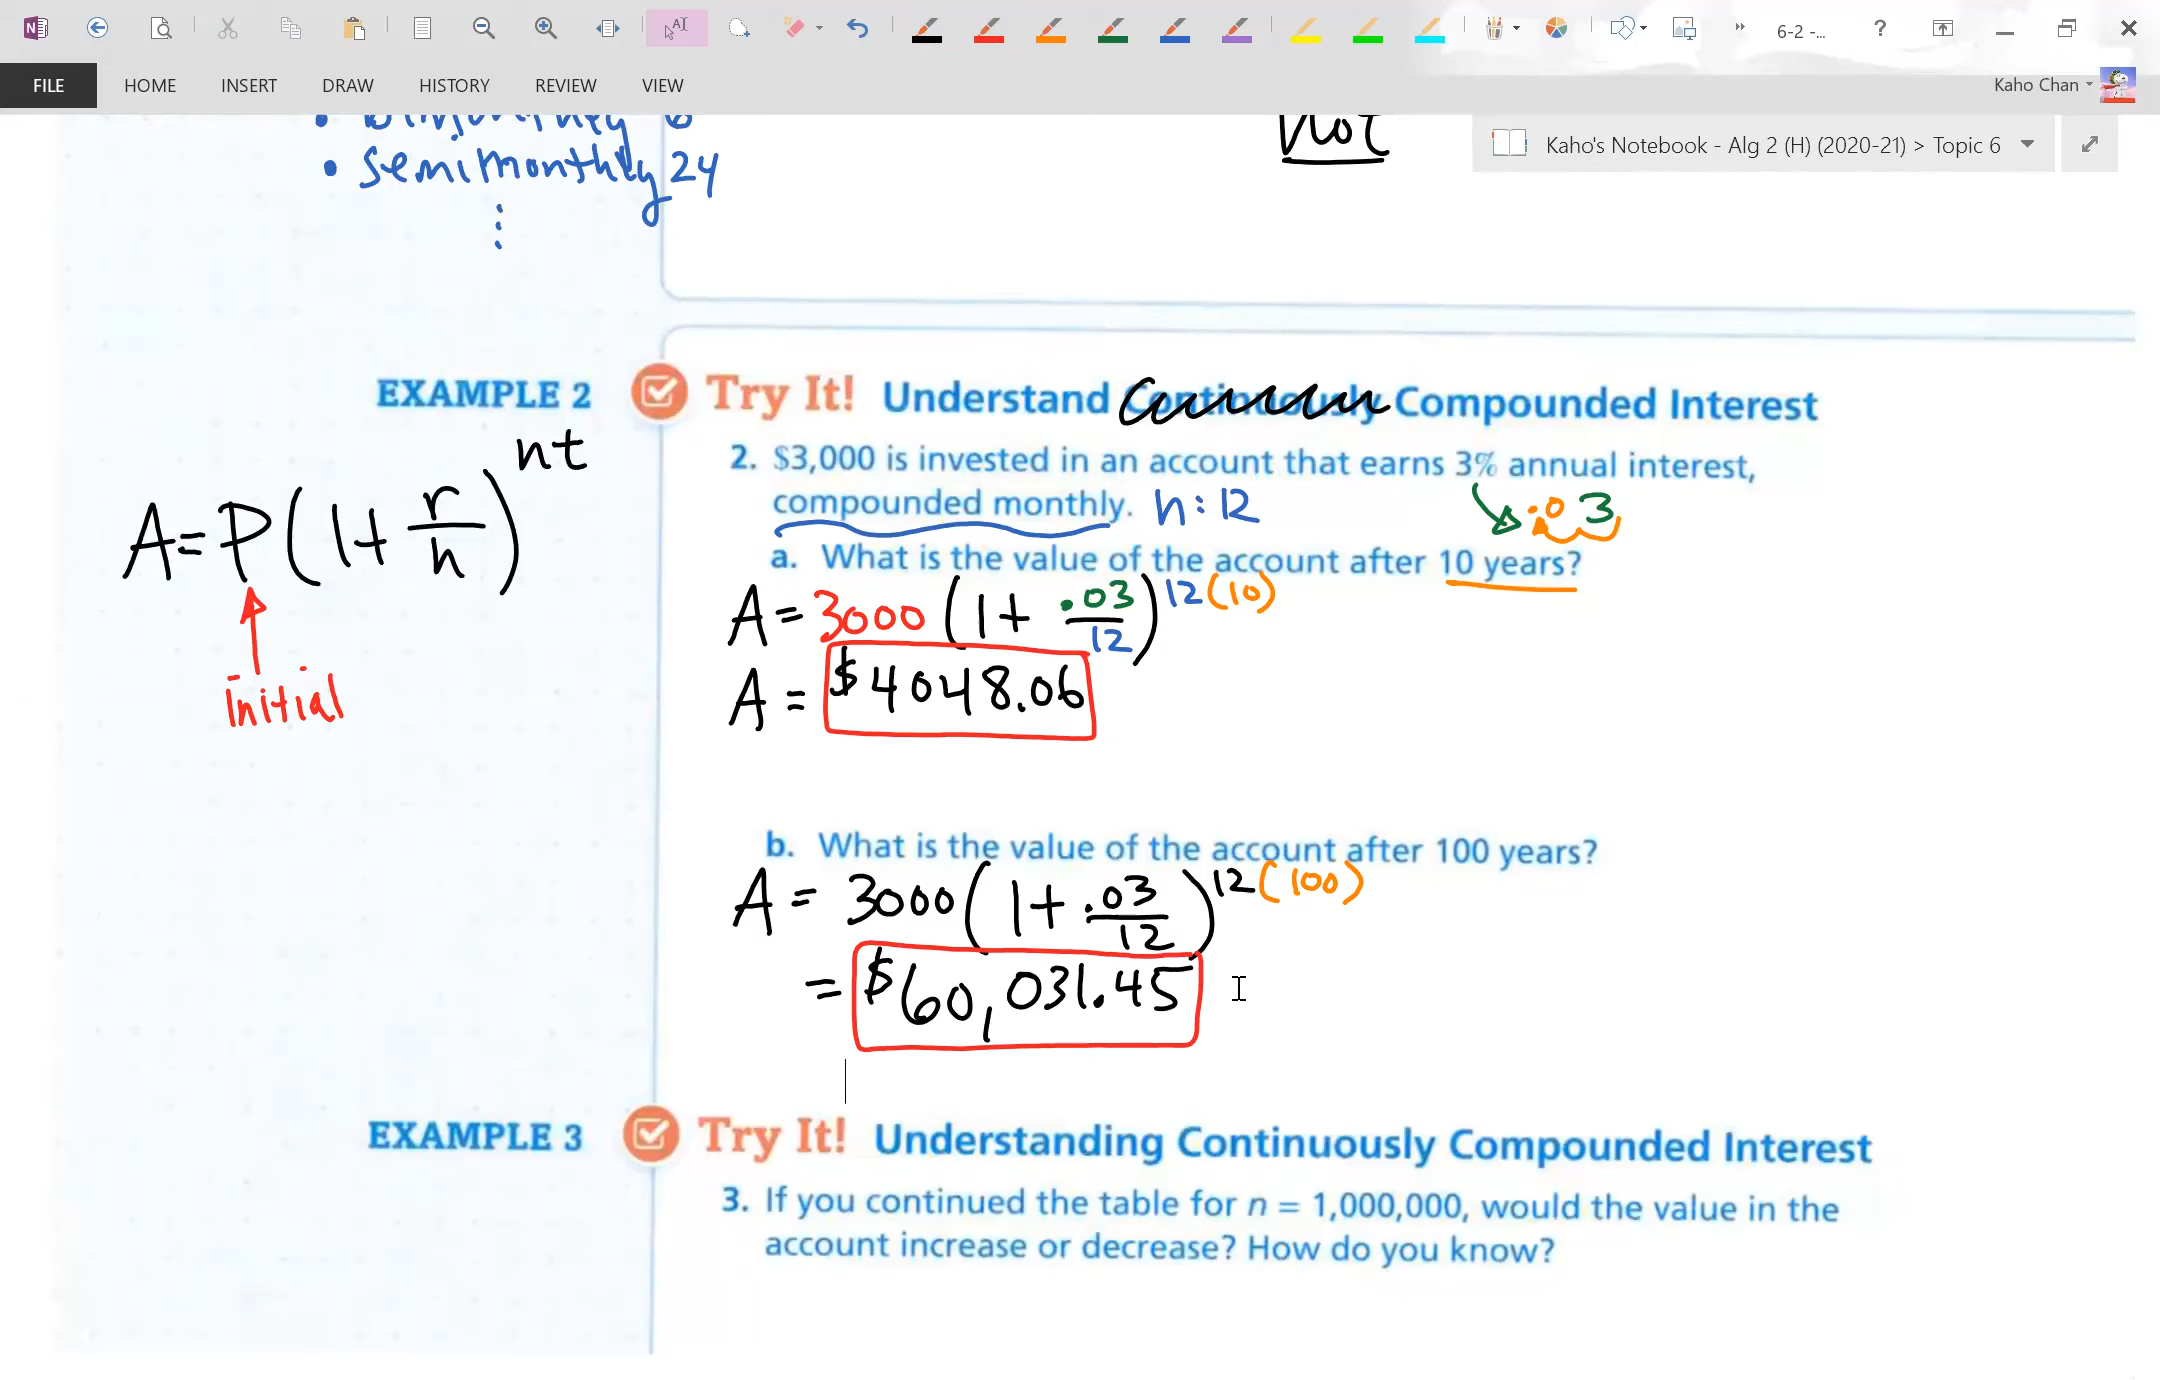 6-2 -...
?
FILE HOME INSERT DRAW HISTORY REVIEW VIEW
Kaho Chan
Kaho's Notebook - Alg 2 (H) (2020-21) > Topic 6
6
• semimonthly 24
not
EXAMPLE 2 Try It! Understand Continuously Compounded Interest
2. $3,000 is invested in an account that earns 3% annual interest,
compounded monthly. n: 12
.03
a. What is the value of the account after 10 years?
A = P(1 + r/n)^nt
initial
A = 3000(1 + .03/12)^12(10)
A = $4048.06
b. What is the value of the account after 100 years?
A = 3000(1 + .03/12)^12(100)
= $60,031.45
EXAMPLE 3 Try It! Understanding Continuously Compounded Interest
3. If you continued the table for n = 1,000,000, would the value in the
account increase or decrease? How do you know?